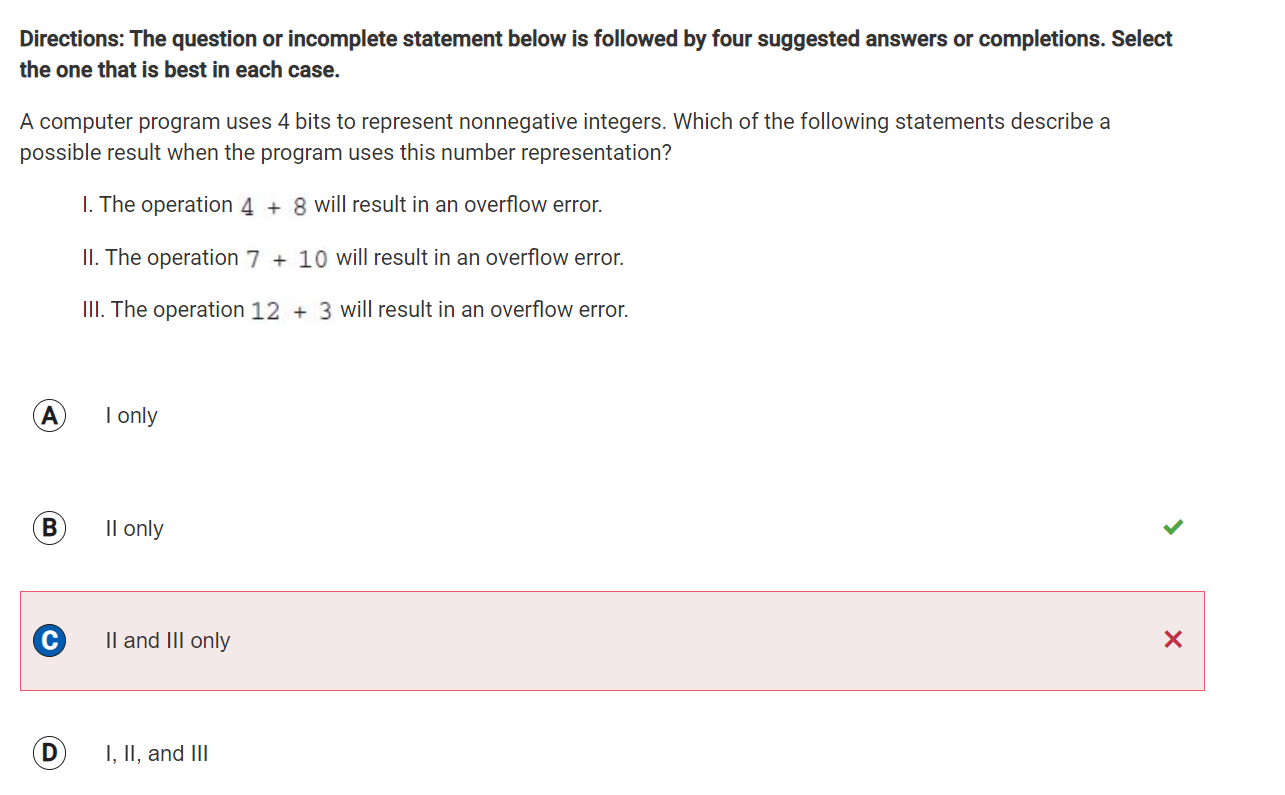 Directions: The question or incomplete statement below is followed by four suggested answers or completions. Select
the one that is best in each case.
A computer program uses 4 bits to represent nonnegative integers. Which of the following statements describe a
possible result when the program uses this number representation?
I. The operation 4 + 8 will result in an overflow error.
II. The operation 7 + 10 will result in an overflow error.
III. The operation 12 + 3 will result in an overflow error.
A I only
B II only
C II and III only
D I, II, and III